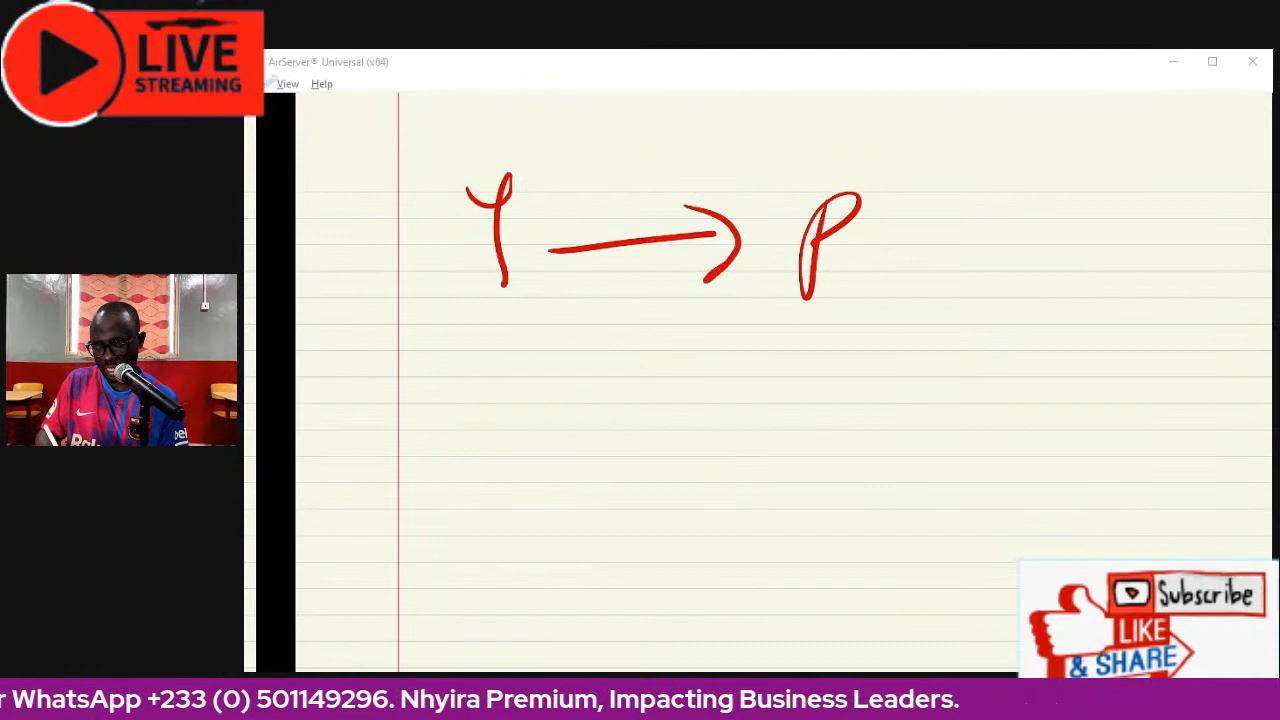 LIVE
STREAMING
AirServer® Universal (x64)
View Help
Y → P
Subscribe
LIKE
& SHARE
WhatsApp +233 (0) 501149296. Nhyira Premium, Impacting Business Leaders.